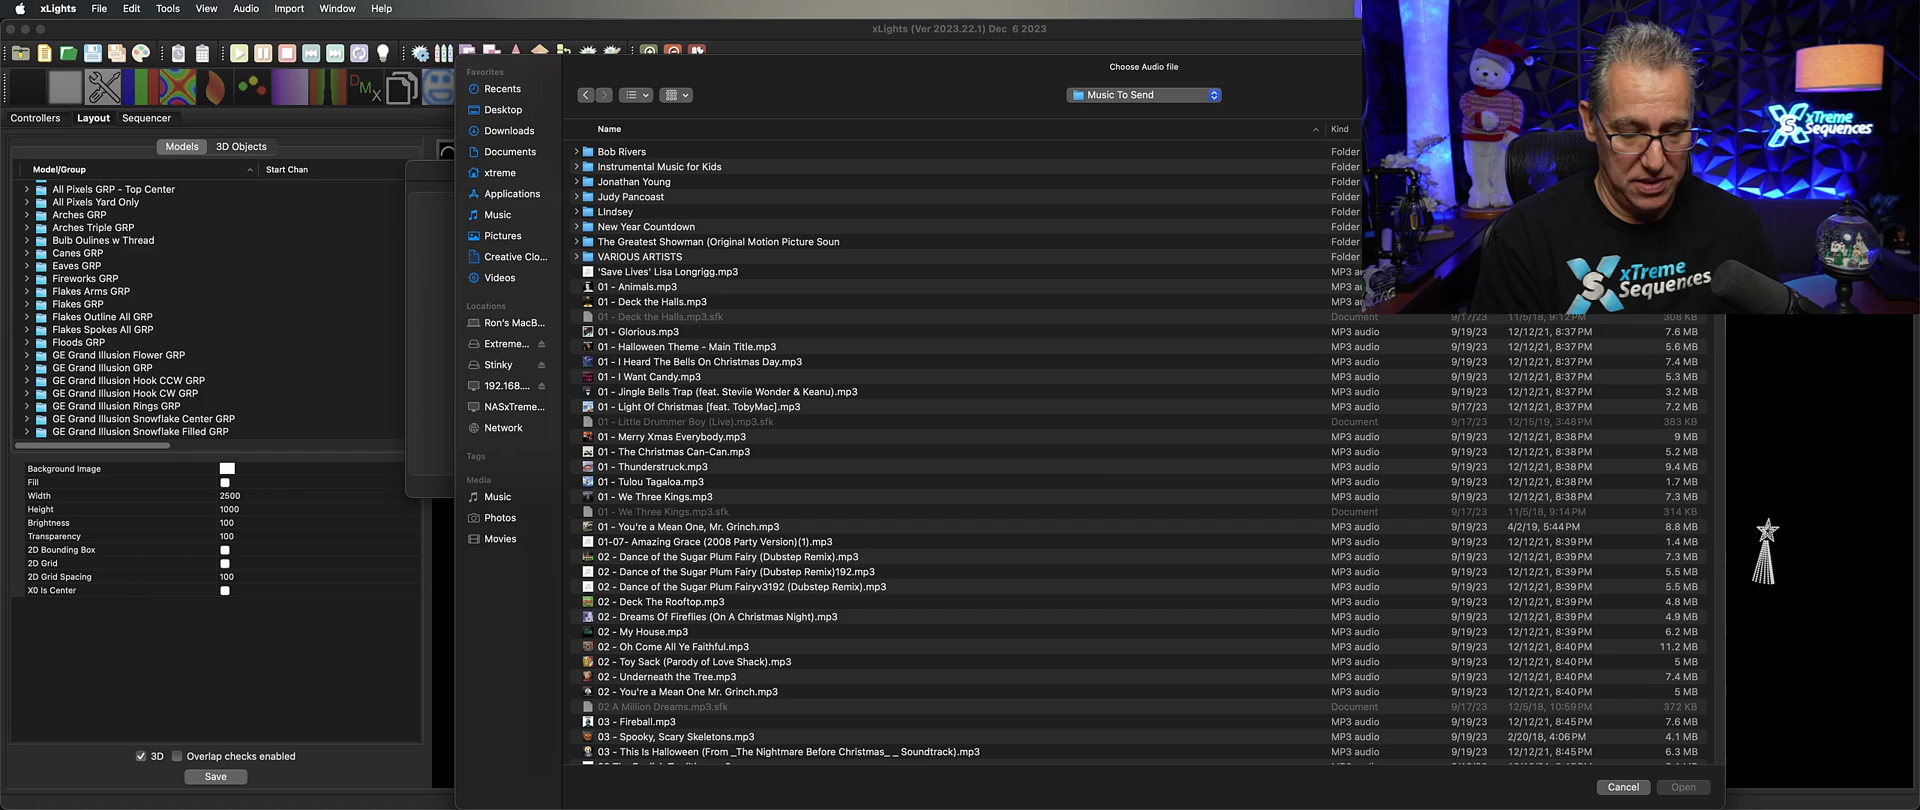 xLights File Edit Tools View Audio Import Window Help
xLights (Ver 2023.22.1) Dec 6 2023
Controllers Layout Sequencer
Models 3D Objects
Model/Group Start Chan
All Pixels GRP - Top Center
All Pixels Yard Only
Arches GRP
Arches Triple GRP
Bulb Oulines w Thread
Canes GRP
Eaves GRP
Fireworks GRP
Flakes Arms GRP
Flakes GRP
Flakes Outline All GRP
Flakes Spokes All GRP
Floods GRP
GE Grand Illusion Flower GRP
GE Grand Illusion GRP
GE Grand Illusion Hook CCW GRP
GE Grand Illusion Hook CW GRP
GE Grand Illusion Rings GRP
GE Grand Illusion Snowflake Center GRP
GE Grand Illusion Snowflake Filled GRP
Background Image
Fill
Width 2500
Height 1000
Brightness 100
Transparency 100
2D Bounding Box
2D Grid
2D Grid Spacing 100
X0 Is Center
3D Overlap checks enabled
Save
Favorites
Recents
Desktop
Downloads
Documents
xtreme
Applications
Music
Pictures
Creative Clo...
Videos
Locations
Ron's MacB...
Extreme...
Stinky
192.168....
NASxTreme...
Network
Tags
Media
Music
Photos
Movies
Choose Audio file
Music To Send
Name Kind
Bob Rivers Folder
Instrumental Music for Kids Folder
Jonathan Young Folder
Judy Pancoast Folder
LIndsey Folder
New Year Countdown Folder
The Greatest Showman (Original Motion Picture Soun Folder
VARIOUS ARTISTS Folder
'Save Lives' Lisa Longrigg.mp3 MP3 au
01 - Animals.mp3 MP3 au
01 - Deck the Halls.mp3 MP3 au
01 - Deck the Halls.mp3.sfk Document 9/17/23 11/5/18, 9:12 PM 308 KB
01 - Glorious.mp3 MP3 audio 9/19/23 12/12/21, 8:37 PM 7.6 MB
01 - Halloween Theme - Main Title.mp3 MP3 audio 9/19/23 12/12/21, 8:37 PM 5.6 MB
01 - I Heard The Bells On Christmas Day.mp3 MP3 audio 9/19/23 12/12/21, 8:37 PM 7.4 MB
01 - I Want Candy.mp3 MP3 audio 9/19/23 12/12/21, 8:37 PM 5.3 MB
01 - Jingle Bells Trap (feat. Steviie Wonder & Keanu).mp3 MP3 audio 9/19/23 12/12/21, 8:37 PM 3.2 MB
01 - Light Of Christmas [feat. TobyMac].mp3 MP3 audio 9/17/23 12/12/21, 8:37 PM 7.2 MB
01 - Little Drummer Boy (Live).mp3.sfk Document 9/17/23 12/15/19, 3:48 PM 383 KB
01 - Merry Xmas Everybody.mp3 MP3 audio 9/19/23 12/12/21, 8:38 PM 9 MB
01 - The Christmas Can-Can.mp3 MP3 audio 9/19/23 12/12/21, 8:38 PM 5.2 MB
01 - Thunderstruck.mp3 MP3 audio 9/19/23 12/12/21, 8:38 PM 9.4 MB
01 - Tulou Tagaloa.mp3 MP3 audio 9/19/23 12/12/21, 8:38 PM 1.7 MB
01 - We Three Kings.mp3 MP3 audio 9/19/23 12/12/21, 8:38 PM 7.3 MB
01 - We Three Kings.mp3.sfk Document 9/17/23 11/5/18, 9:14 PM 314 KB
01 - You're a Mean One, Mr. Grinch.mp3 MP3 audio 9/19/23 4/2/19, 5:44 PM 8.8 MB
01-07- Amazing Grace (2008 Party Version)(1).mp3 MP3 audio 9/19/23 12/12/21, 8:39 PM 1.4 MB
02 - Dance of the Sugar Plum Fairy (Dubstep Remix).mp3 MP3 audio 9/19/23 12/12/21, 8:39 PM 7.3 MB
02 - Dance of the Sugar Plum Fairy (Dubstep Remix)192.mp3 MP3 audio 9/19/23 12/12/21, 8:39 PM 5.5 MB
02 - Dance of the Sugar Plum Fairyv3192 (Dubstep Remix).mp3 MP3 audio 9/19/23 12/12/21, 8:39 PM 5.5 MB
02 - Deck The Rooftop.mp3 MP3 audio 9/19/23 12/12/21, 8:39 PM 4.8 MB
02 - Dreams Of Fireflies (On A Christmas Night).mp3 MP3 audio 9/19/23 12/12/21, 8:39 PM 4.9 MB
02 - My House.mp3 MP3 audio 9/19/23 12/12/21, 8:39 PM 6.2 MB
02 - Oh Come All Ye Faithful.mp3 MP3 audio 9/19/23 12/12/21, 8:40 PM 11.2 MB
02 - Toy Sack (Parody of Love Shack).mp3 MP3 audio 9/19/23 12/12/21, 8:40 PM 5 MB
02 - Underneath the Tree.mp3 MP3 audio 9/19/23 12/12/21, 8:40 PM 7.4 MB
02 - You're a Mean One Mr. Grinch.mp3 MP3 audio 9/19/23 12/12/21, 8:40 PM 5 MB
02 A Million Dreams.mp3.sfk Document 9/17/23 12/5/18, 10:59 PM 372 KB
03 - Fireball.mp3 MP3 audio 9/19/23 12/12/21, 8:45 PM 7.6 MB
03 - Spooky, Scary Skeletons.mp3 MP3 audio 9/19/23 2/20/18, 4:06 PM 4.1 MB
03 - This Is Halloween (From _The Nightmare Before Christmas_ _ Soundtrack).mp3 MP3 audio 9/19/23 12/12/21, 8:45 PM 6.3 MB
Cancel Open
xTreme
Sequences
xTreme
Sequences